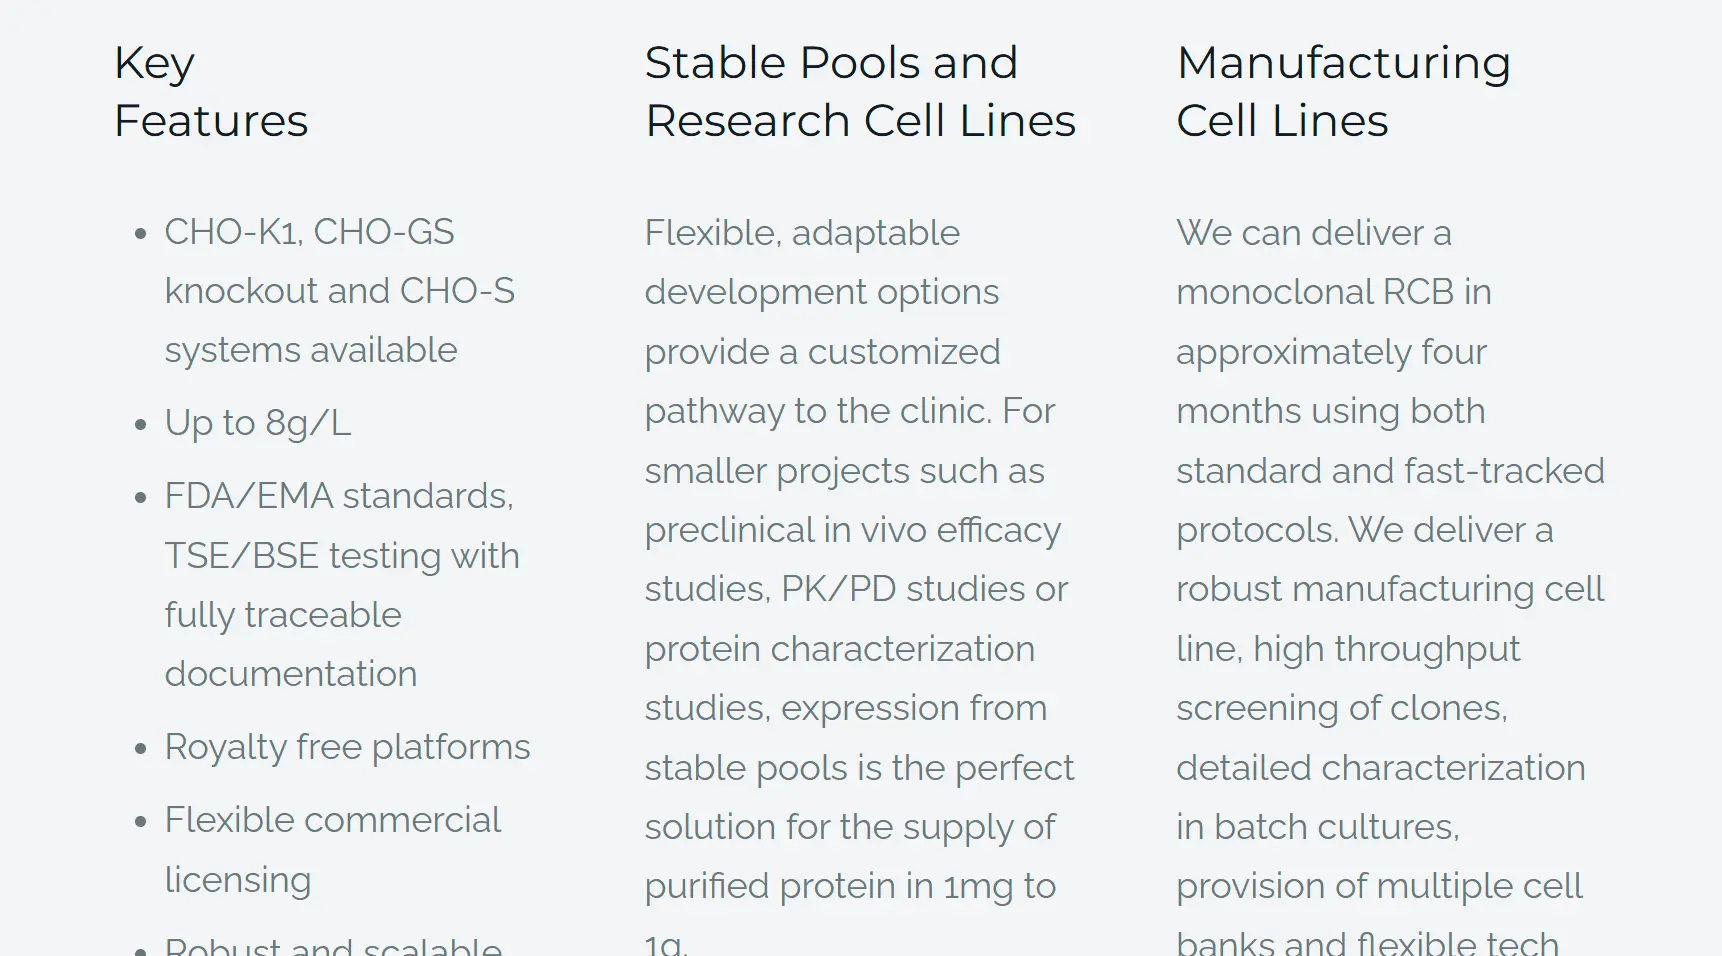 Key
Features
CHO-K1, CHO-GS
knockout and CHO-S
systems available
Up to 8g/L
FDA/EMA standards,
TSE/BSE testing with
fully traceable
documentation
Royalty free platforms
Flexible commercial
licensing
Robust and scalable
Stable Pools and
Research Cell Lines
Flexible, adaptable
development options
provide a customized
pathway to the clinic. For
smaller projects such as
preclinical in vivo efficacy
studies, PK/PD studies or
protein characterization
studies, expression from
stable pools is the perfect
solution for the supply of
purified protein in 1mg to
1g.
Manufacturing
Cell Lines
We can deliver a
monoclonal RCB in
approximately four
months using both
standard and fast-tracked
protocols. We deliver a
robust manufacturing cell
line, high throughput
screening of clones,
detailed characterization
in batch cultures,
provision of multiple cell
banks and flexible tech